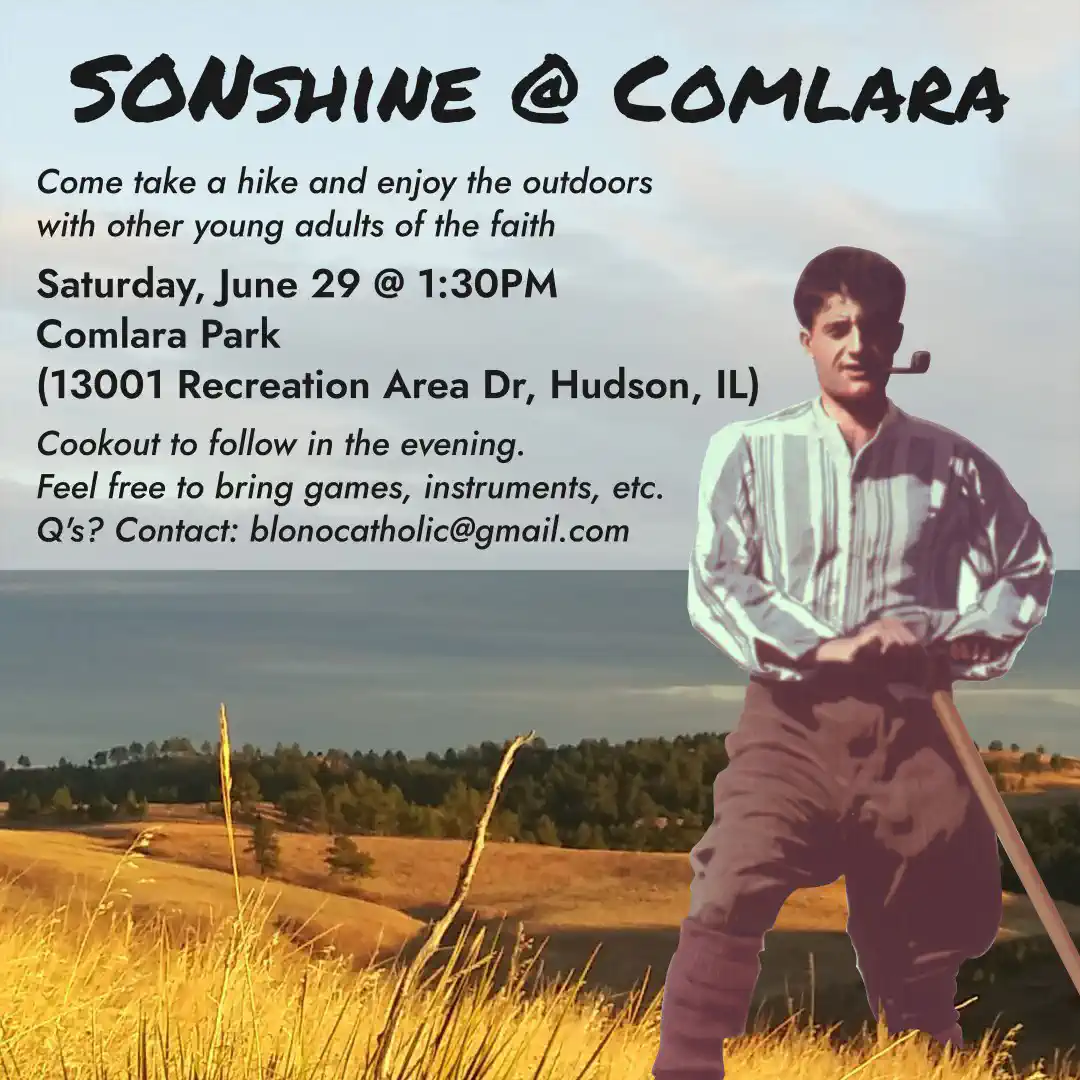 SONshine @ Comlara
Come take a hike and enjoy the outdoors
with other young adults of the faith
Saturday, June 29 @ 1:30PM
Comlara Park
(13001 Recreation Area Dr, Hudson, IL)
Cookout to follow in the evening.
Feel free to bring games, instruments, etc.
Q's? Contact: blonocatholic@gmail.com